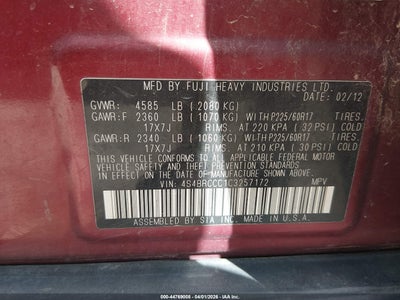 MFD BY FUJI HEAVY INDUSTRIES LTD.
02/12
GVWR: 4585 LB (2080 KG)
GAWR:F 2360 LB (1070 KG) WITH P225/60R17 TIRES.
17X7J RIMS. AT 220 KPA (32 PSI) COLD
GAWR:R 2340 LB (1060 KG) WITH P225/60R17 TIRES.
17X7J RIMS. AT 210 KPA (30 PSI) COLD
THIS VEHICLE CONFORMS TO ALL APPLICABLE FEDERAL
MOTOR VEHICLE SAFETY AND THEFT PREVENTION STANDARDS
IN EFFECT ON THE DATE OF MANUFACTURE SHOWN ABOVE.
VIN: 4S4BRCCC1C3257172 MPV
ASSEMBLED BY SIA INC. MADE IN U.S.A.
000-44769008 - 04/01/2026 - IAA Inc.